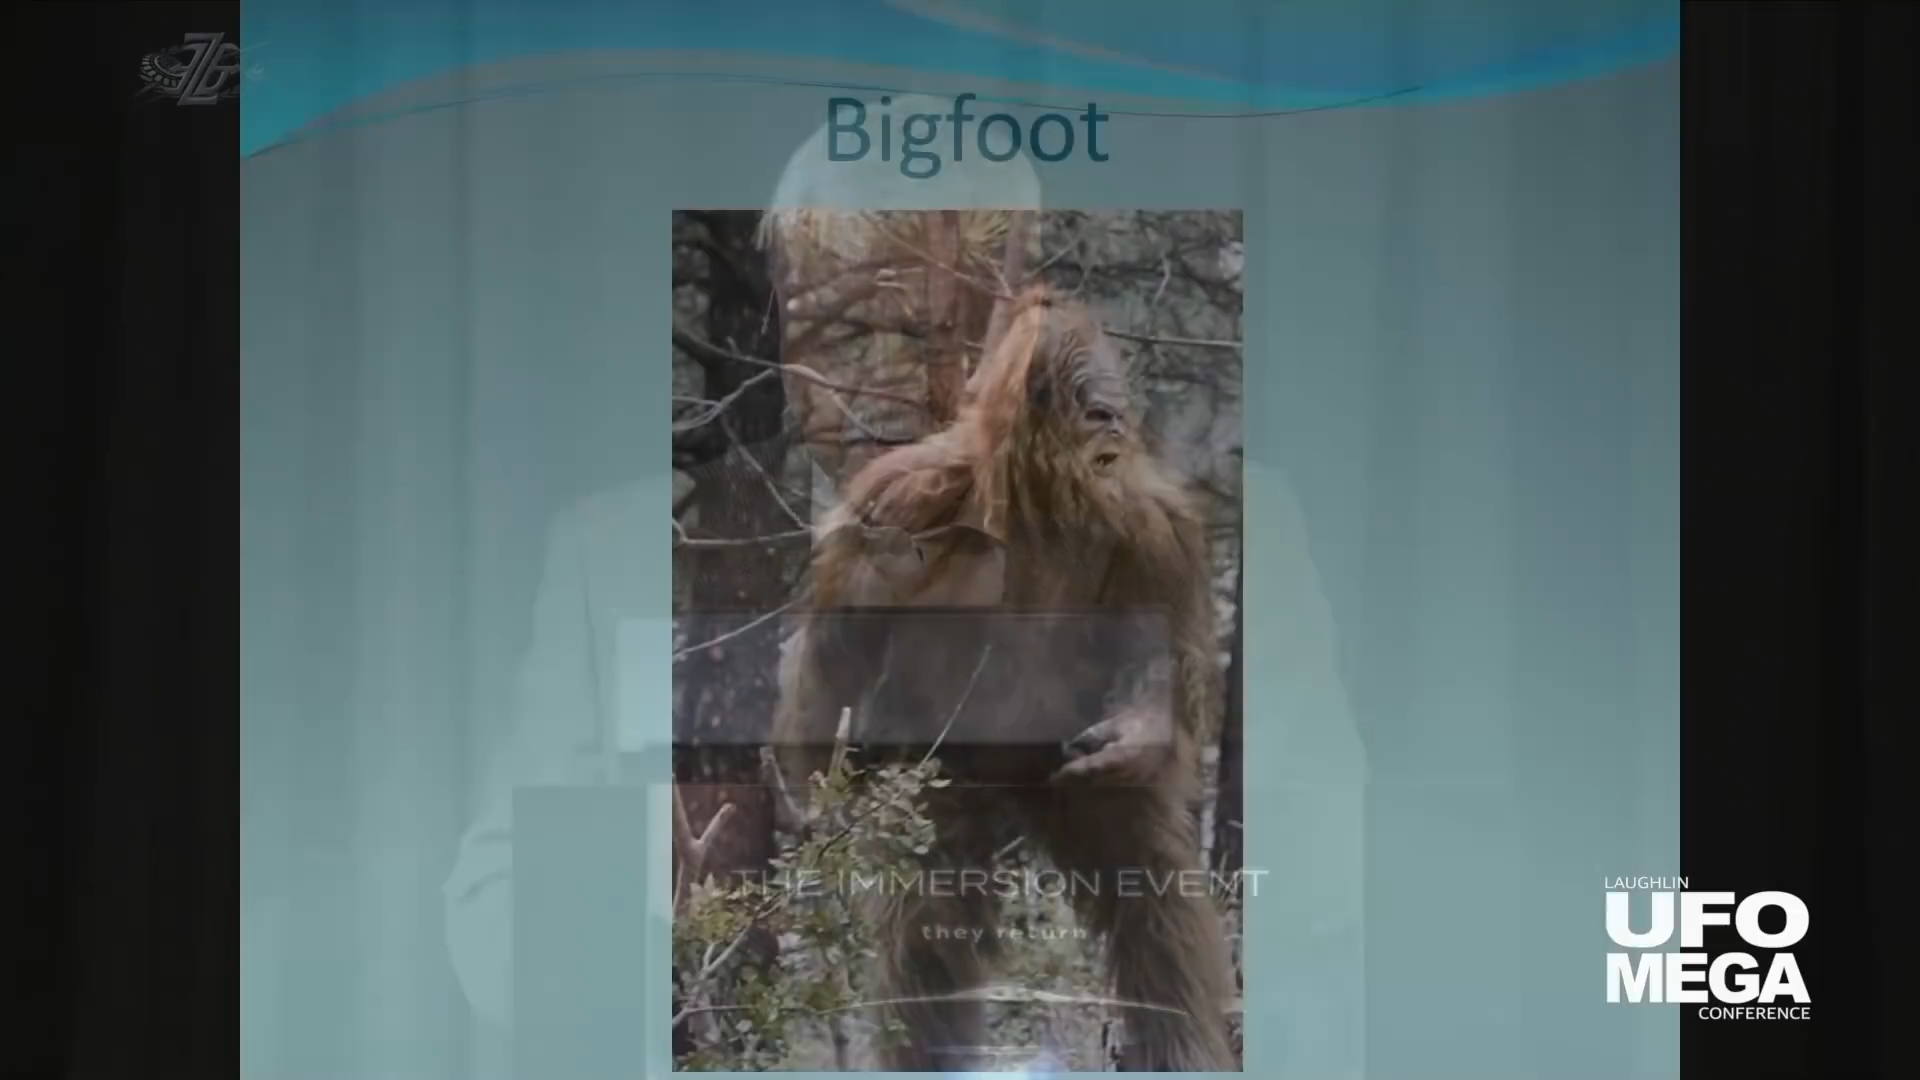 Bigfoot
THE IMMERSION EVENT
they return
LAUGHLIN
UFO
MEGA
CONFERENCE